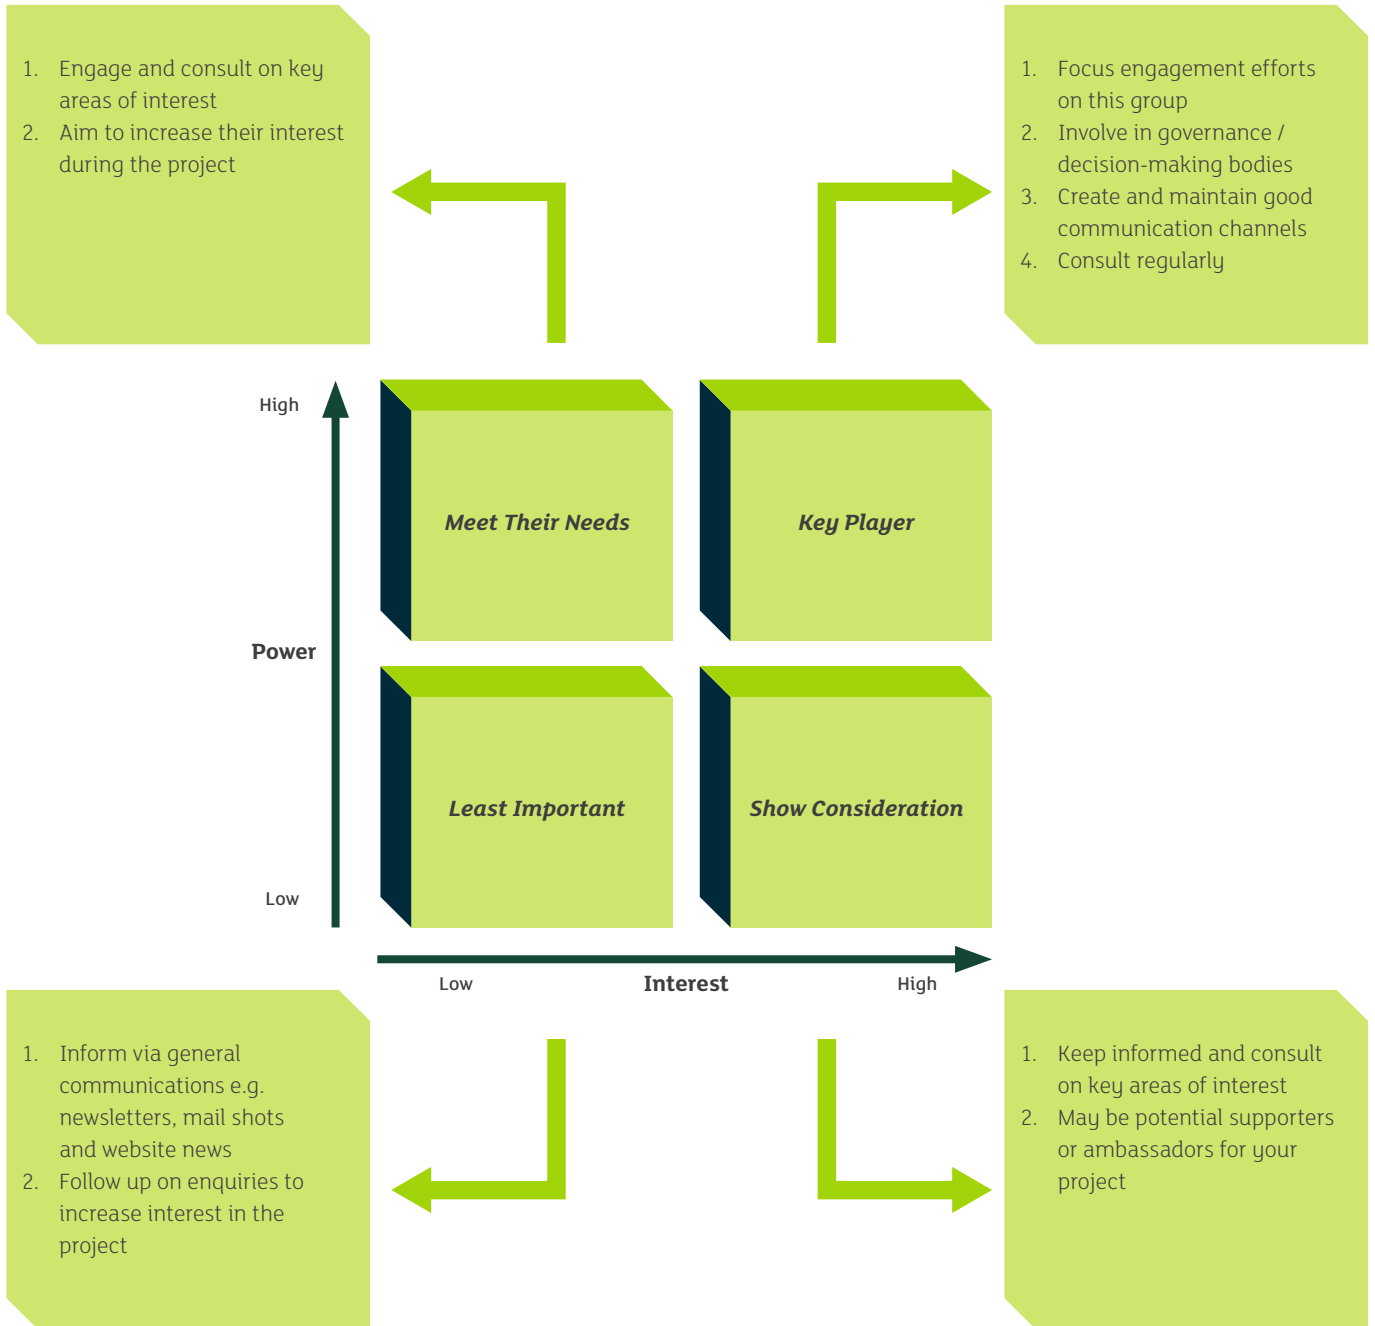 1. Engage and consult on key
areas of interest
2. Aim to increase their interest
during the project
1. Focus engagement efforts
on this group
2. Involve in governance /
decision-making bodies
3. Create and maintain good
communication channels
4. Consult regularly
High
Meet Their Needs
Key Player
Power
Least Important
Show Consideration
Low
Low
Interest
High
1. Inform via general
communications e.g.
newsletters, mail shots
and website news
2. Follow up on enquiries to
increase interest in the
project
1. Keep informed and consult
on key areas of interest
2. May be potential supporters
or ambassadors for your
project